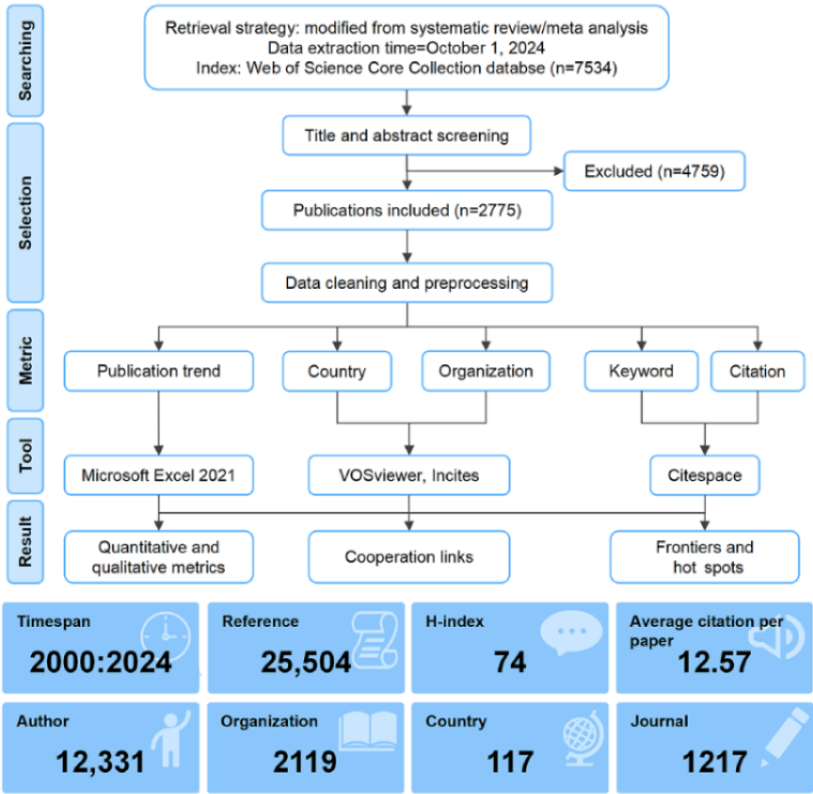 Searching
Retrieval strategy: modified from systematic review/meta analysis
Data extraction time=October 1, 2024
Index: Web of Science Core Collection databse (n=7534)
Selection
Title and abstract screening
Excluded (n=4759)
Publications included (n=2775)
Data cleaning and preprocessing
Metric
Publication trend
Country
Organization
Keyword
Citation
Tool
Microsoft Excel 2021
VOSviewer, Incites
Citespace
Result
Quantitative and
qualitative metrics
Cooperation links
Frontiers and
hot spots
Timespan
2000:2024
Reference
25,504
H-index
74
Average citation per
paper
12.57
Author
12,331
Organization
2119
Country
117
Journal
1217